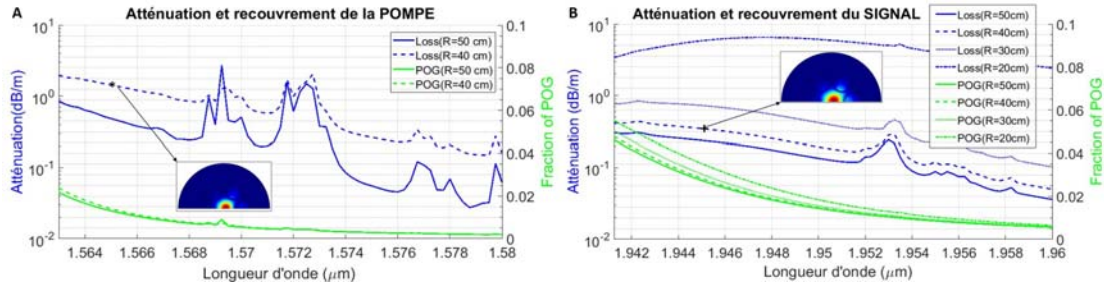 A
Atténuation et recouvrement de la POMPE
Atténuation(dB/m)
10^1
10^0
10^-1
10^-2
Loss(R=50 cm)
Loss(R=40 cm)
POG(R=50 cm)
POG(R=40 cm)
0.1
0.08
0.06
0.04
0.02
0
Fraction of POG
1.564 1.566 1.568 1.57 1.572 1.574 1.576 1.578 1.58
Longueur d'onde (μm)
B
Atténuation et recouvrement du SIGNAL
Atténuation (dB/m)
10^1
10^0
10^-1
10^-2
Loss(R=50cm)
Loss(R=40cm)
Loss(R=30cm)
Loss(R=20cm)
POG(R=50cm)
POG(R=40cm)
POG(R=30cm)
POG(R=20cm)
0.1
0.08
0.06
0.04
0.02
0
Fraction of POG
1.942 1.944 1.946 1.948 1.95 1.952 1.954 1.956 1.958 1.96
Longueur d'onde (μm)